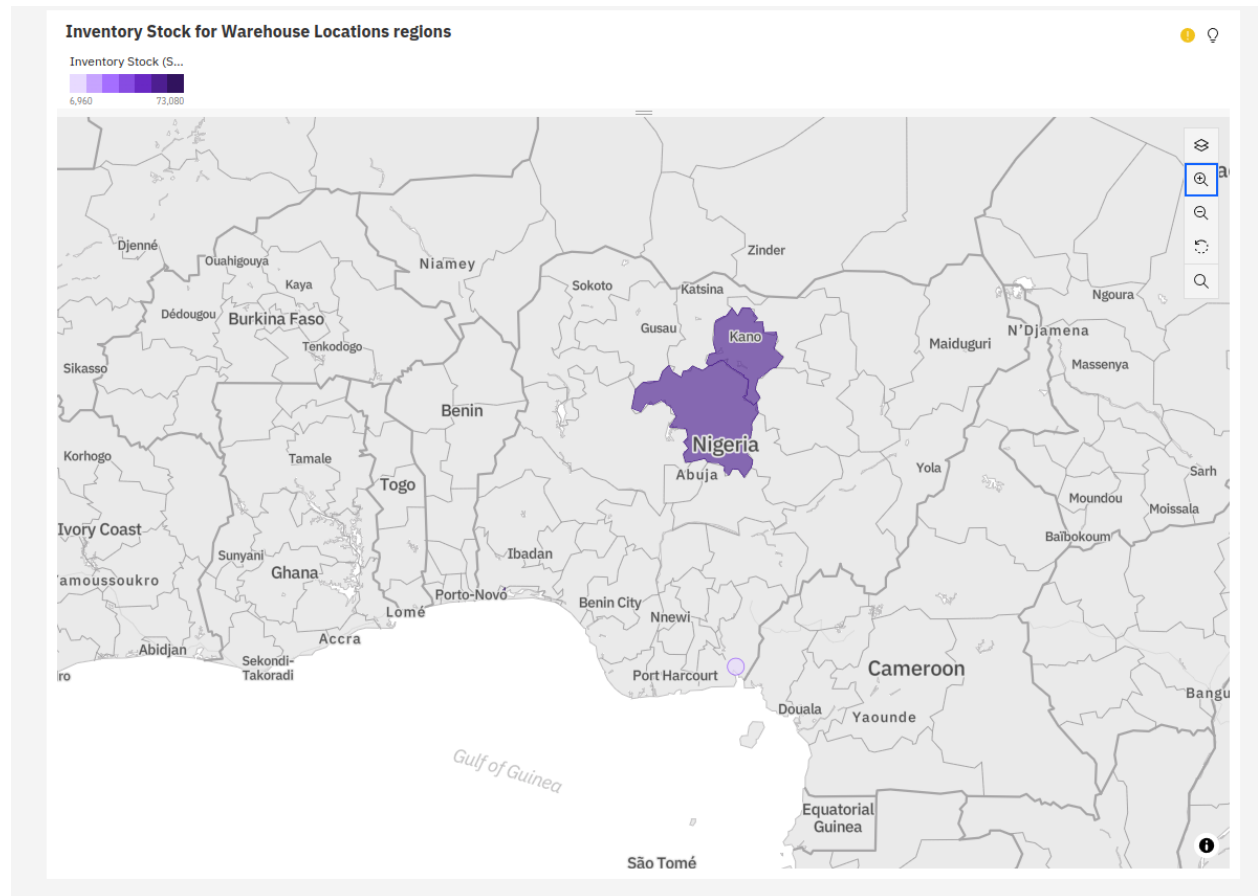 Inventory Stock for Warehouse Locations regions
Inventory Stock (S...
6,960 73,080
Djenné
Ouahigouya
Niamey
Zinder
Kaya
Sokoto
Katsina
Ngoura
Dédougou
Burkina Faso
Gusau
Kano
N'Djamena
Tenkodogo
Maiduguri
Sikasso
Massenya
Benin
Nigeria
Korhogo
Tamale
Abuja
Yola
Sarh
Togo
Moundou
Moissala
Ivory Coast
Baïbokoum
Sunyani
Ibadan
Ghana
amoussoukro
Porto-Novo
Benin City
Lomé
Nnewi
Accra
Abidjan
Sekondi-
Takoradi
Cameroon
Port Harcourt
ro
Bangu
Douala
Yaounde
Gulf of Guinea
Equatorial
Guinea
São Tomé